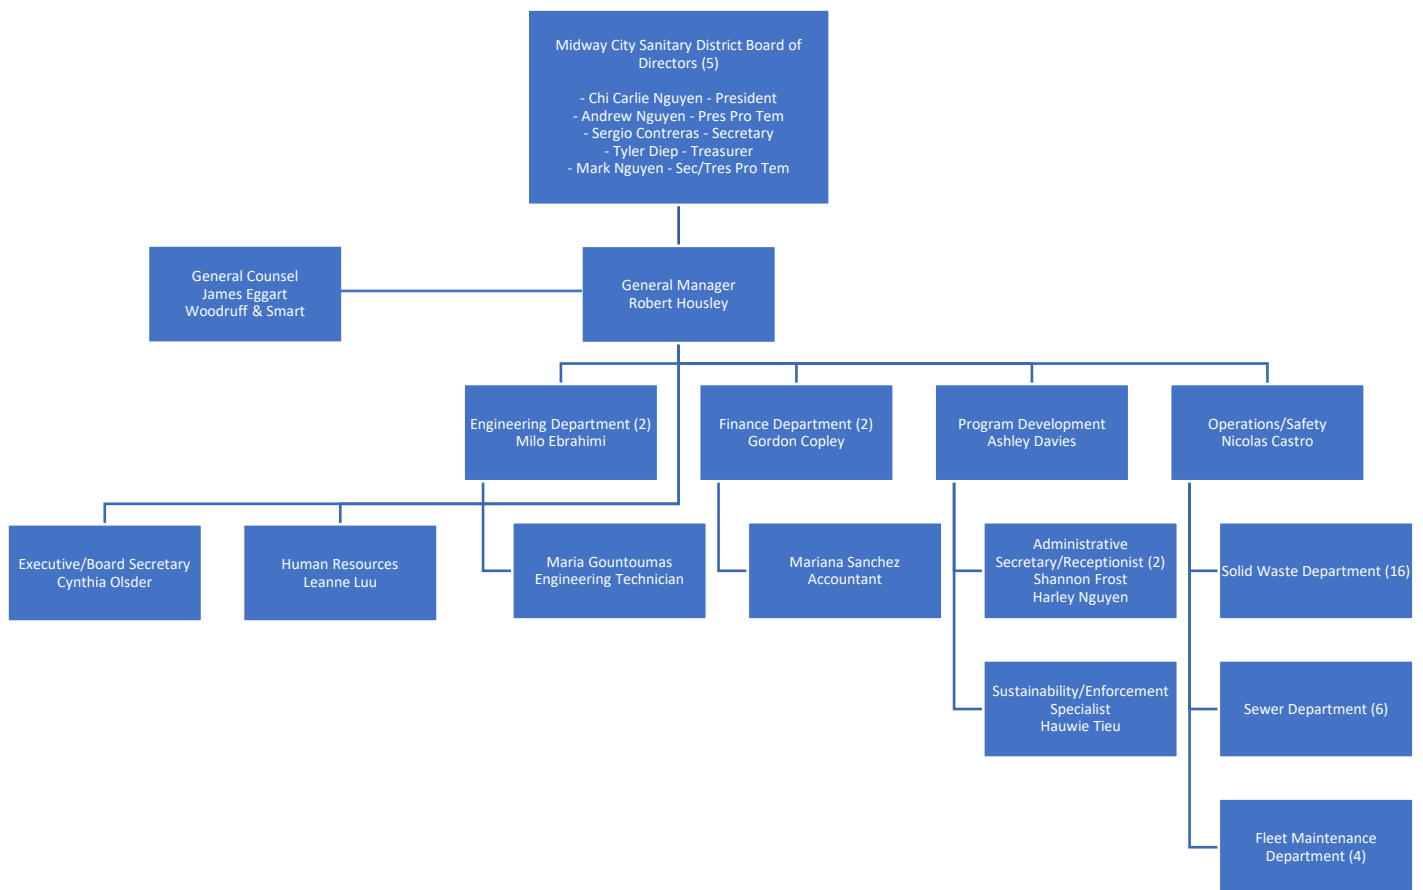 Midway City Sanitary District Board of
Directors (5)
- Chi Carlie Nguyen - President
- Andrew Nguyen - Pres Pro Tem
- Sergio Contreras - Secretary
- Tyler Diep - Treasurer
- Mark Nguyen - Sec/Tres Pro Tem
General Counsel
James Eggart
Woodruff & Smart
General Manager
Robert Housley
Engineering Department (2)
Milo Ebrahimi
Finance Department (2)
Gordon Copley
Program Development
Ashley Davies
Operations/Safety
Nicolas Castro
Executive/Board Secretary
Cynthia Olsder
Human Resources
Leanne Luu
Maria Gountoumas
Engineering Technician
Mariana Sanchez
Accountant
Administrative
Secretary/Receptionist (2)
Shannon Frost
Harley Nguyen
Solid Waste Department (16)
Sustainability/Enforcement
Specialist
Hauwie Tieu
Sewer Department (6)
Fleet Maintenance
Department (4)